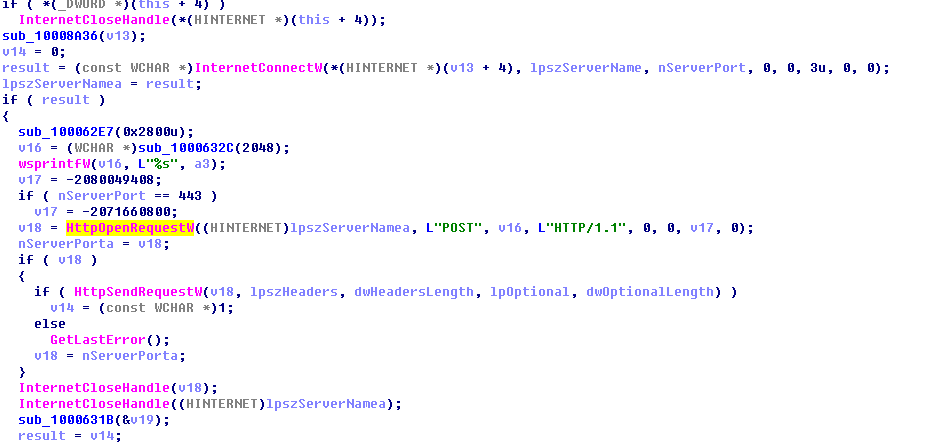 if ( *(_DWORD *)(this + 4) )
InternetCloseHandle(*(HINTERNET *)(this + 4));
sub_10008A36(v13);
v14 = 0;
result = (const WCHAR *)InternetConnectW(*(HINTERNET *)(v13 + 4), lpszServerName, nServerPort, 0, 0, 3u, 0, 0);
lpszServerNamea = result;
if ( result )
{
sub_100062E7(0x2800u);
v16 = (WCHAR *)sub_1000632C(2048);
wsprintfW(v16, L"%s", a3);
v17 = -2080049408;
if ( nServerPort == 443 )
v17 = -2071660800;
v18 = HttpOpenRequestW((HINTERNET)lpszServerNamea, L"POST", v16, L"HTTP/1.1", 0, 0, v17, 0);
nServerPorta = v18;
if ( v18 )
{
if ( HttpSendRequestW(v18, lpszHeaders, dwHeadersLength, lpOptional, dwOptionalLength) )
v14 = (const WCHAR *)1;
else
GetLastError();
v18 = nServerPorta;
}
InternetCloseHandle(v18);
InternetCloseHandle((HINTERNET)lpszServerNamea);
sub_1000631B(&v19);
result = v14;